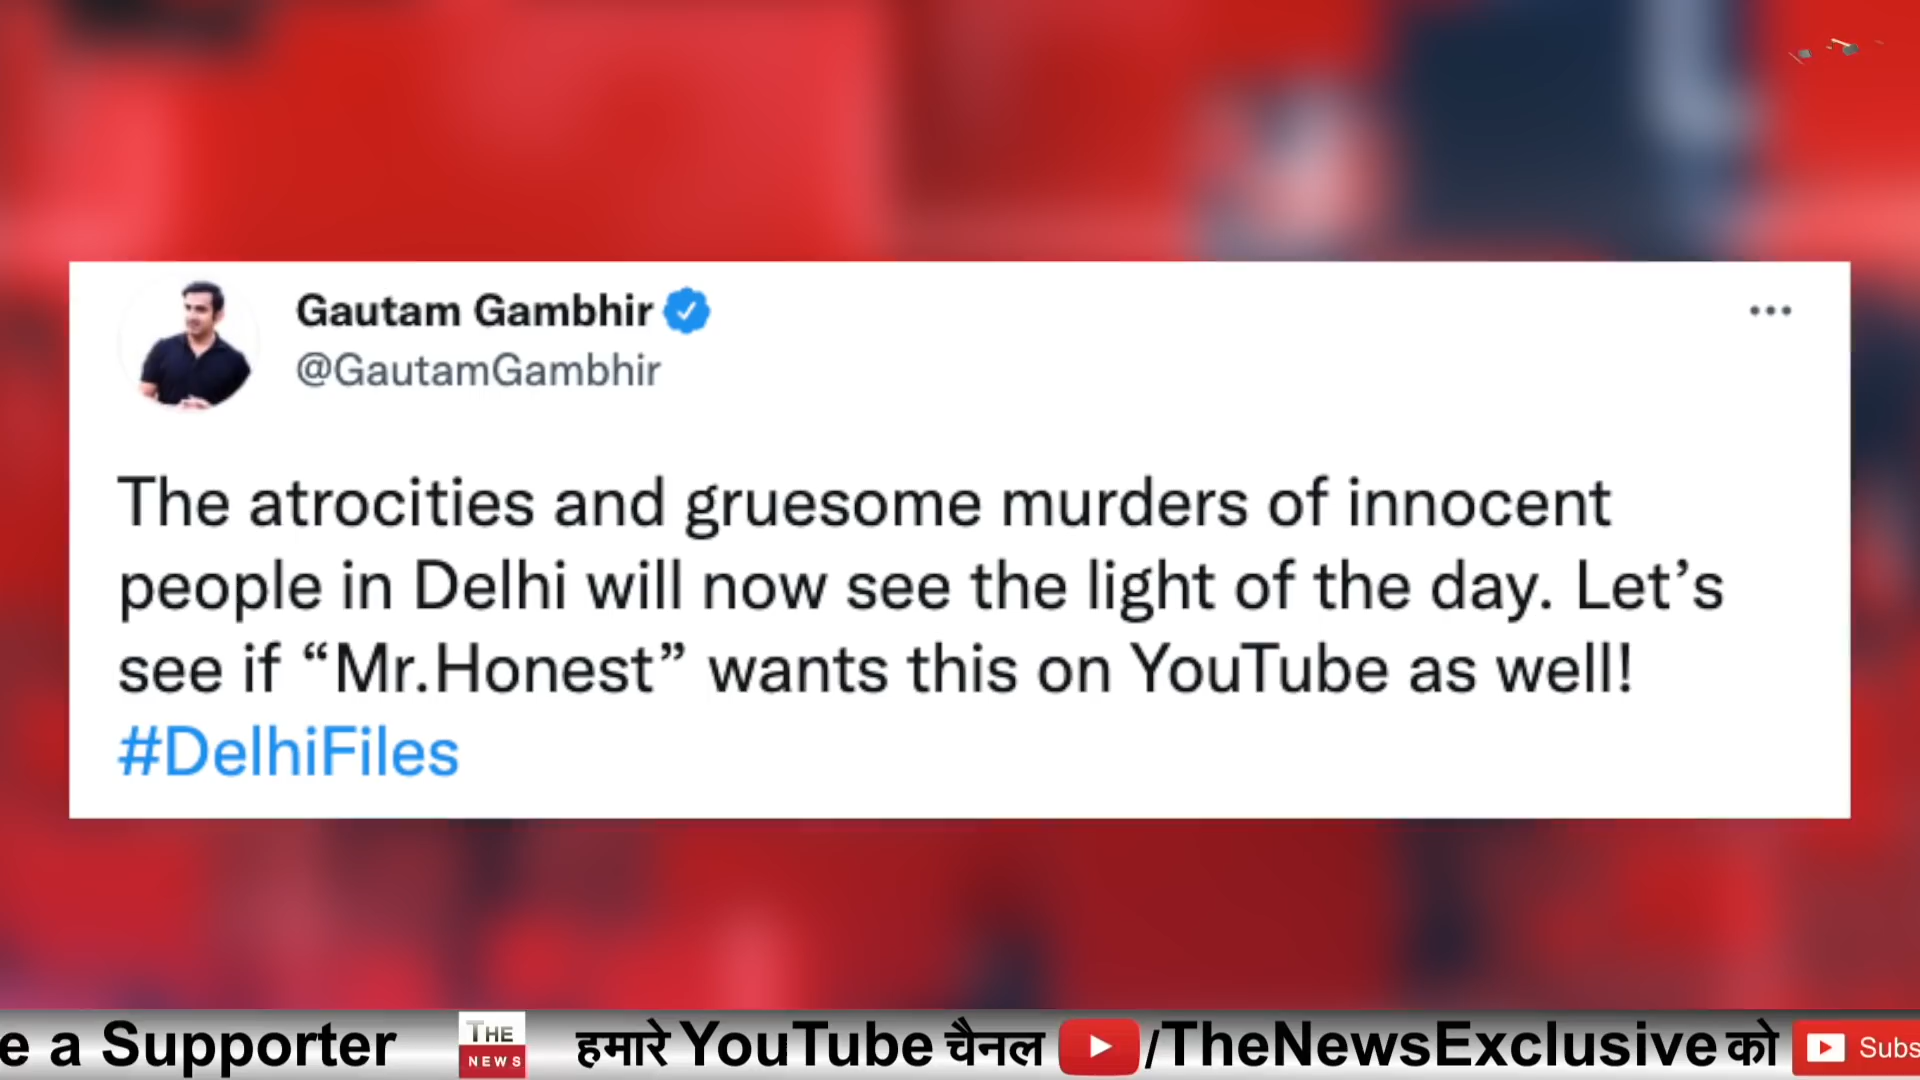 Gautam Gambhir
@GautamGambhir
The atrocities and gruesome murders of innocent
people in Delhi will now see the light of the day. Let’s
see if “Mr.Honest” wants this on YouTube as well!
#DelhiFiles
e a Supporter THE NEWS हमारे YouTube चैनल /TheNewsExclusive को Subs